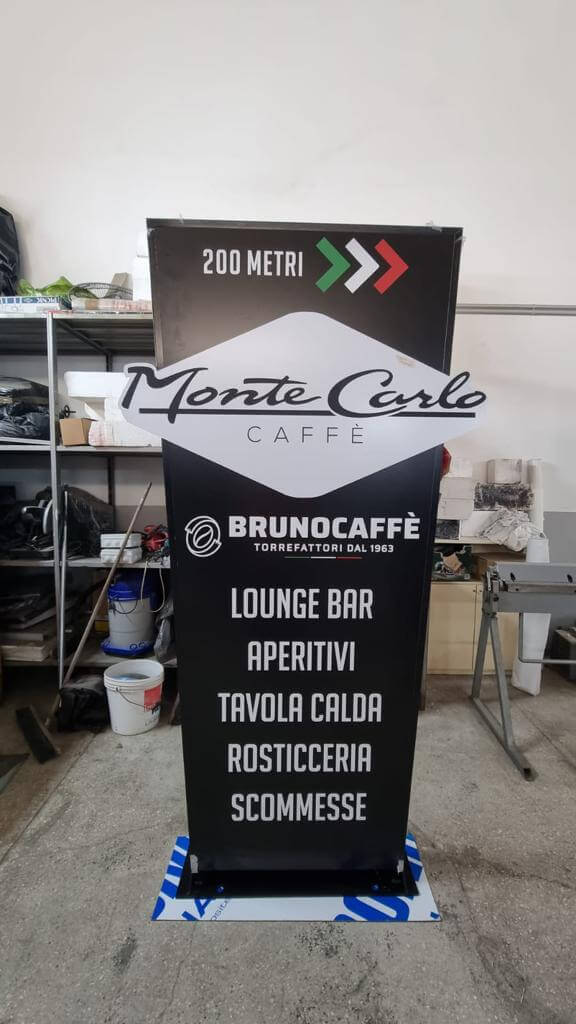 200 METRI
Monte Carlo
CAFFÈ
BRUNOCAFFÈ
TORREFATTORI DAL 1963
LOUNGE BAR
APERITIVI
TAVOLA CALDA
ROSTICCERIA
SCOMMESSE